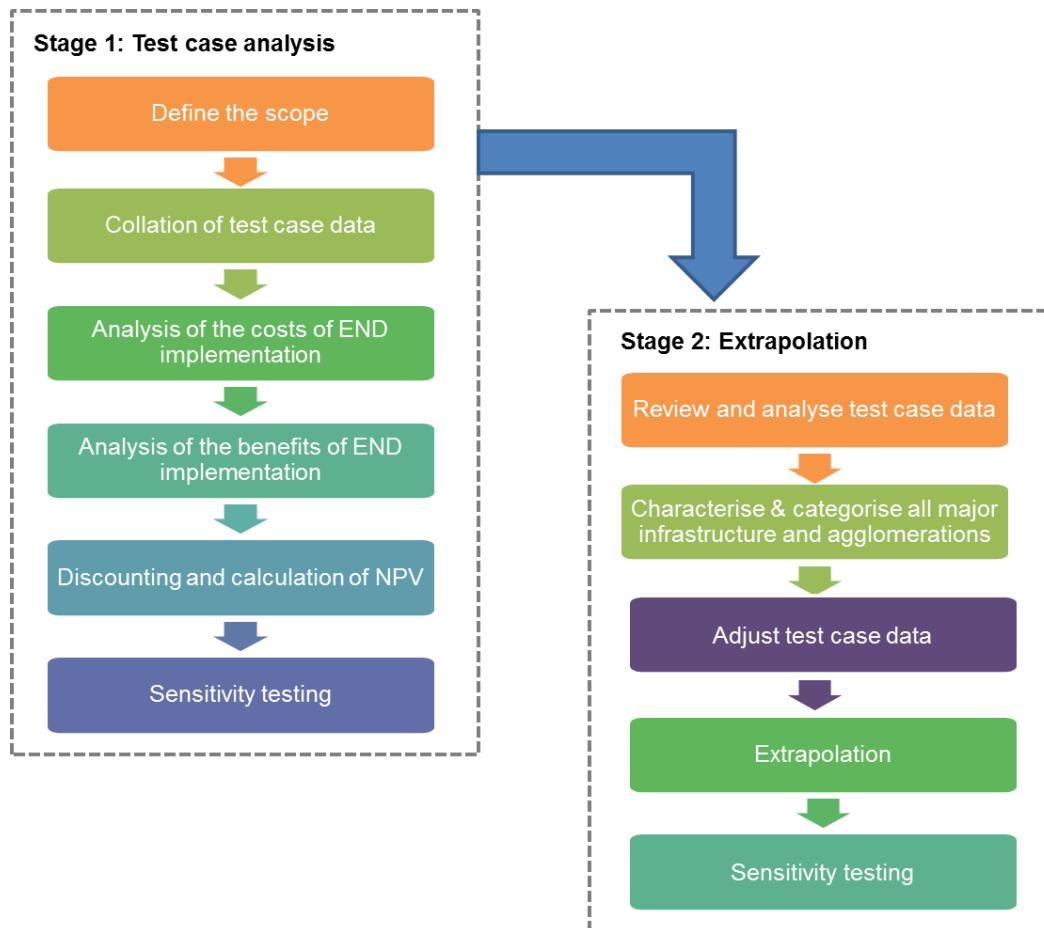 Stage 1: Test case analysis
Define the scope
Collation of test case data
Analysis of the costs of END
implementation
Analysis of the benefits of END
implementation
Discounting and calculation of NPV
Sensitivity testing
Stage 2: Extrapolation
Review and analyse test case data
Characterise & categorise all major
infrastructure and agglomerations
Adjust test case data
Extrapolation
Sensitivity testing